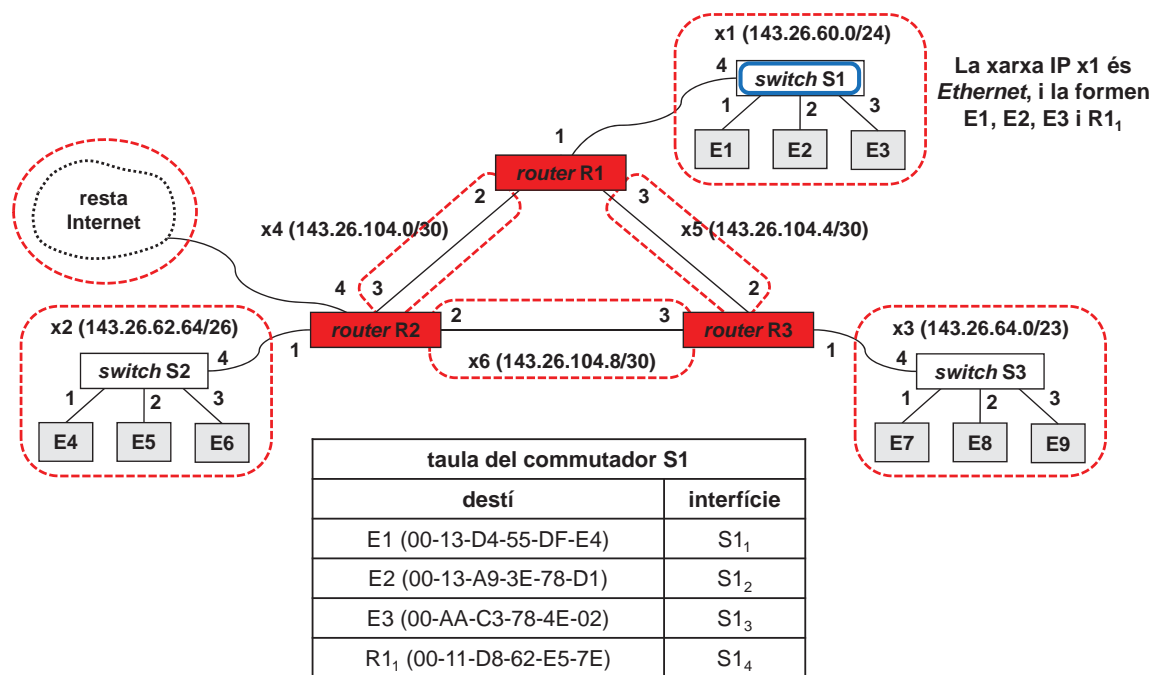 x1 (143.26.60.0/24)
4
switch S1
1
2
3
E1
E2
E3
La xarxa IP x1 és
Ethernet, i la formen
E1, E2, E3 i R1₁
1
router R1
2
3
resta
Internet
x4 (143.26.104.0/30)
x5 (143.26.104.4/30)
4
3
2
x2 (143.26.62.64/26)
router R2
2
3
router R3
x3 (143.26.64.0/23)
1
1
x6 (143.26.104.8/30)
4
switch S2
1
2
3
E4
E5
E6
4
switch S3
1
2
3
E7
E8
E9
taula del commutador S1
destí interfície
E1 (00-13-D4-55-DF-E4) S1₁
E2 (00-13-A9-3E-78-D1) S1₂
E3 (00-AA-C3-78-4E-02) S1₃
R1₁ (00-11-D8-62-E5-7E) S1₄